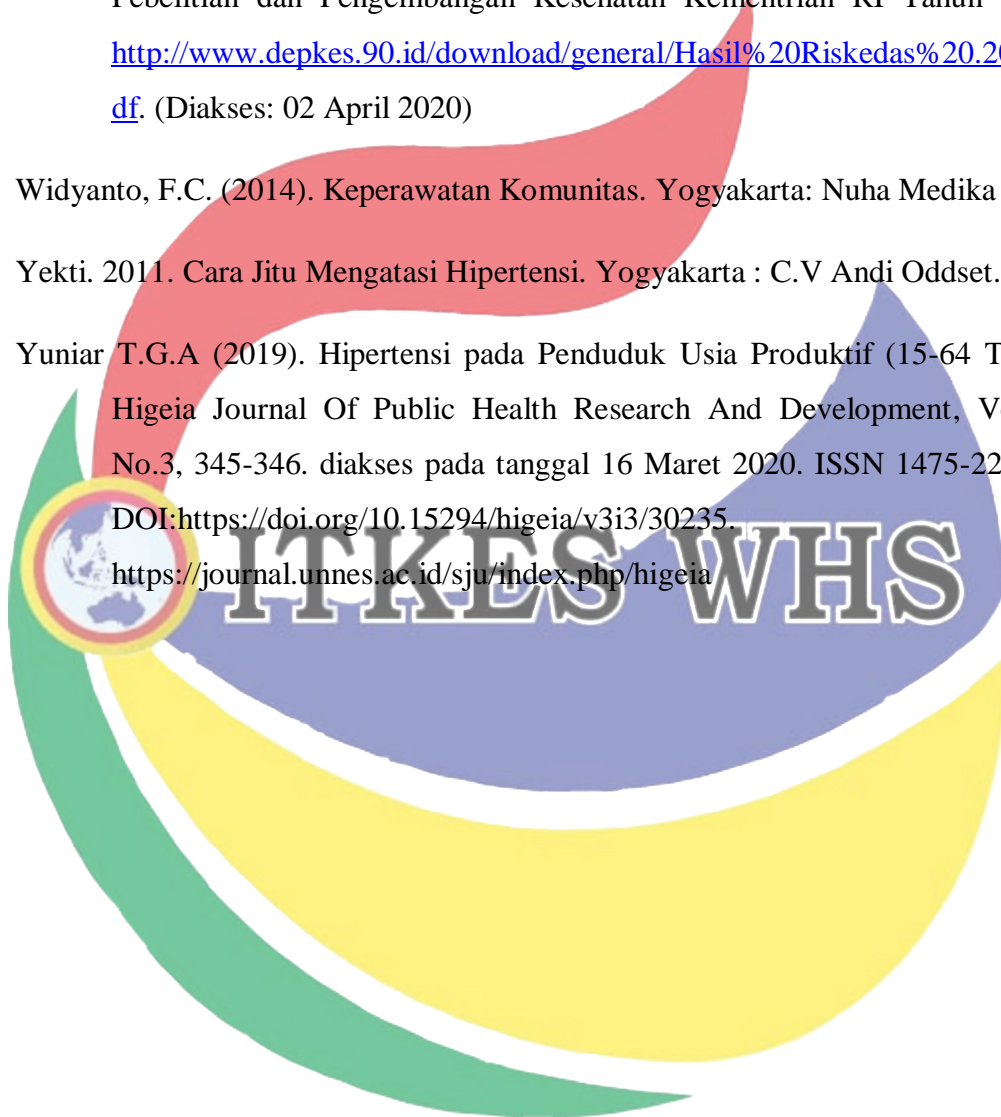 dan Pengembangan Kesehatan Kementrian RI Tahun
http://www.depkes.90.id/download/general/Hasil%20Riskedas%20.20
df. (Diakses: 02 April 2020)
Widyanto, F.C. (2014). Keperawatan Komunitas. Yogyakarta: Nuha Medika
Yekti. 2011. Cara Jitu Mengatasi Hipertensi. Yogyakarta : C.V Andi Oddset.
Yuniar T.G.A (2019). Hipertensi pada Penduduk Usia Produktif (15-64 T
Higeia Journal Of Public Health Research And Development, V
No.3, 345-346. diakses pada tanggal 16 Maret 2020. ISSN 1475-22
DOI:https://doi.org/10.15294/higeia/v3i3/30235.
ITKES WHS
https://journal.unnes.ac.id/sju/index.php/higeia